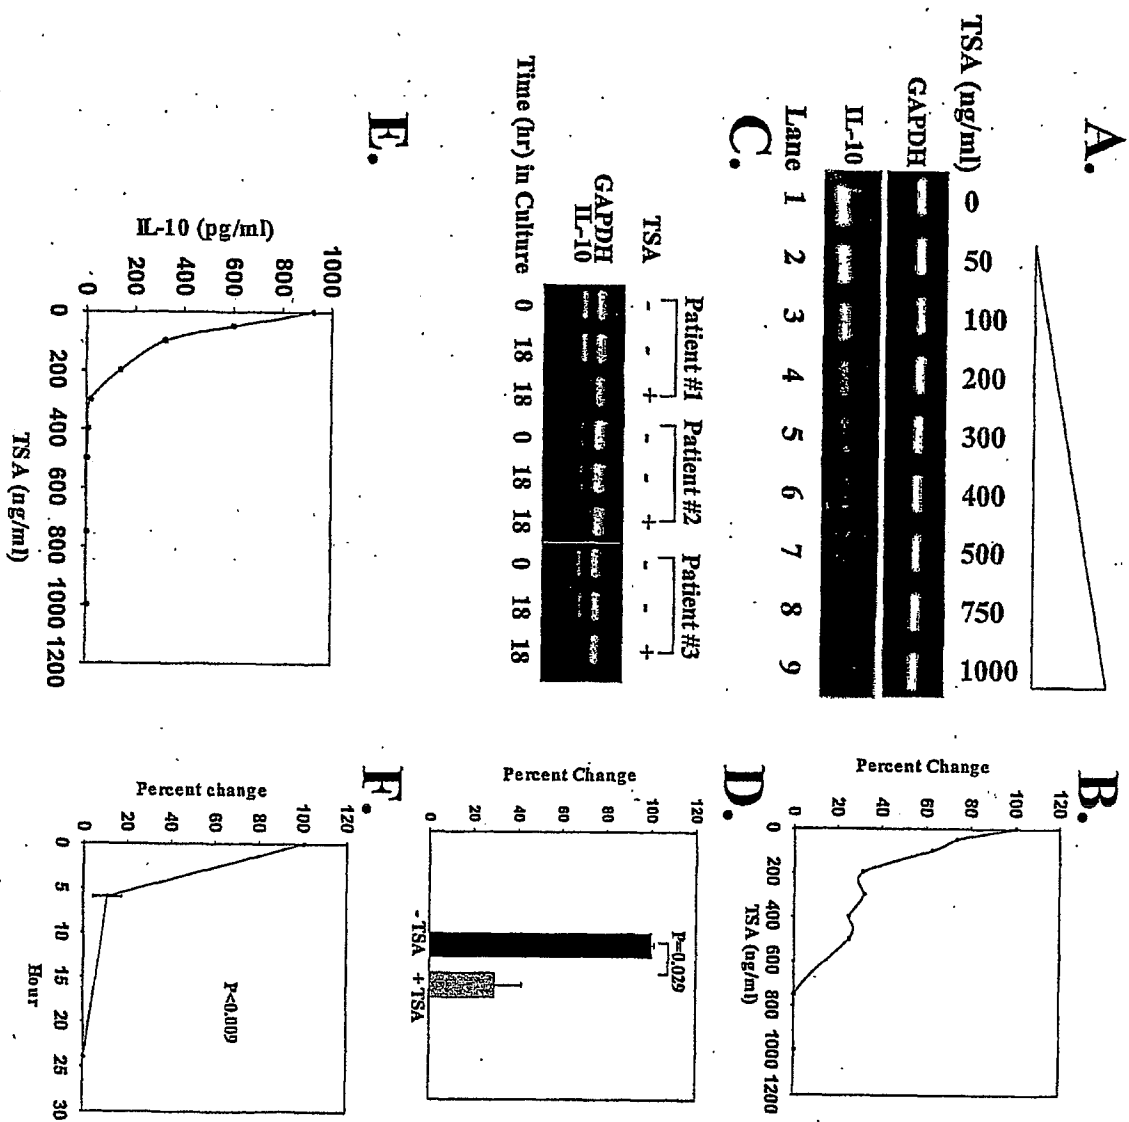 A.
TSA (ng/ml) 0 50 100 200 300 400 500 750 1000
GAPDH
IL-10
Lane 1 2 3 4 5 6 7 8 9
B.
Percent Change
120
100
80
60
40
20
0
0 200 400 600 800 1000 1200
TSA (ng/ml)
C.
Patient #1 Patient #2 Patient #3
TSA - - + - - + - - +
GAPDH
IL-10
Time (hr) in Culture 0 18 18 0 18 18 0 18 18
D.
Percent Change
120
100
80
60
40
20
0
P=0.029
- TSA + TSA
E.
IL-10 (pg/ml)
1000
800
600
400
200
0
0 200 400 600 800 1000 1200
TSA (ng/ml)
F.
Percent change
120
100
80
60
40
20
0
P<0.009
0 5 10 15 20 25 30
Hour